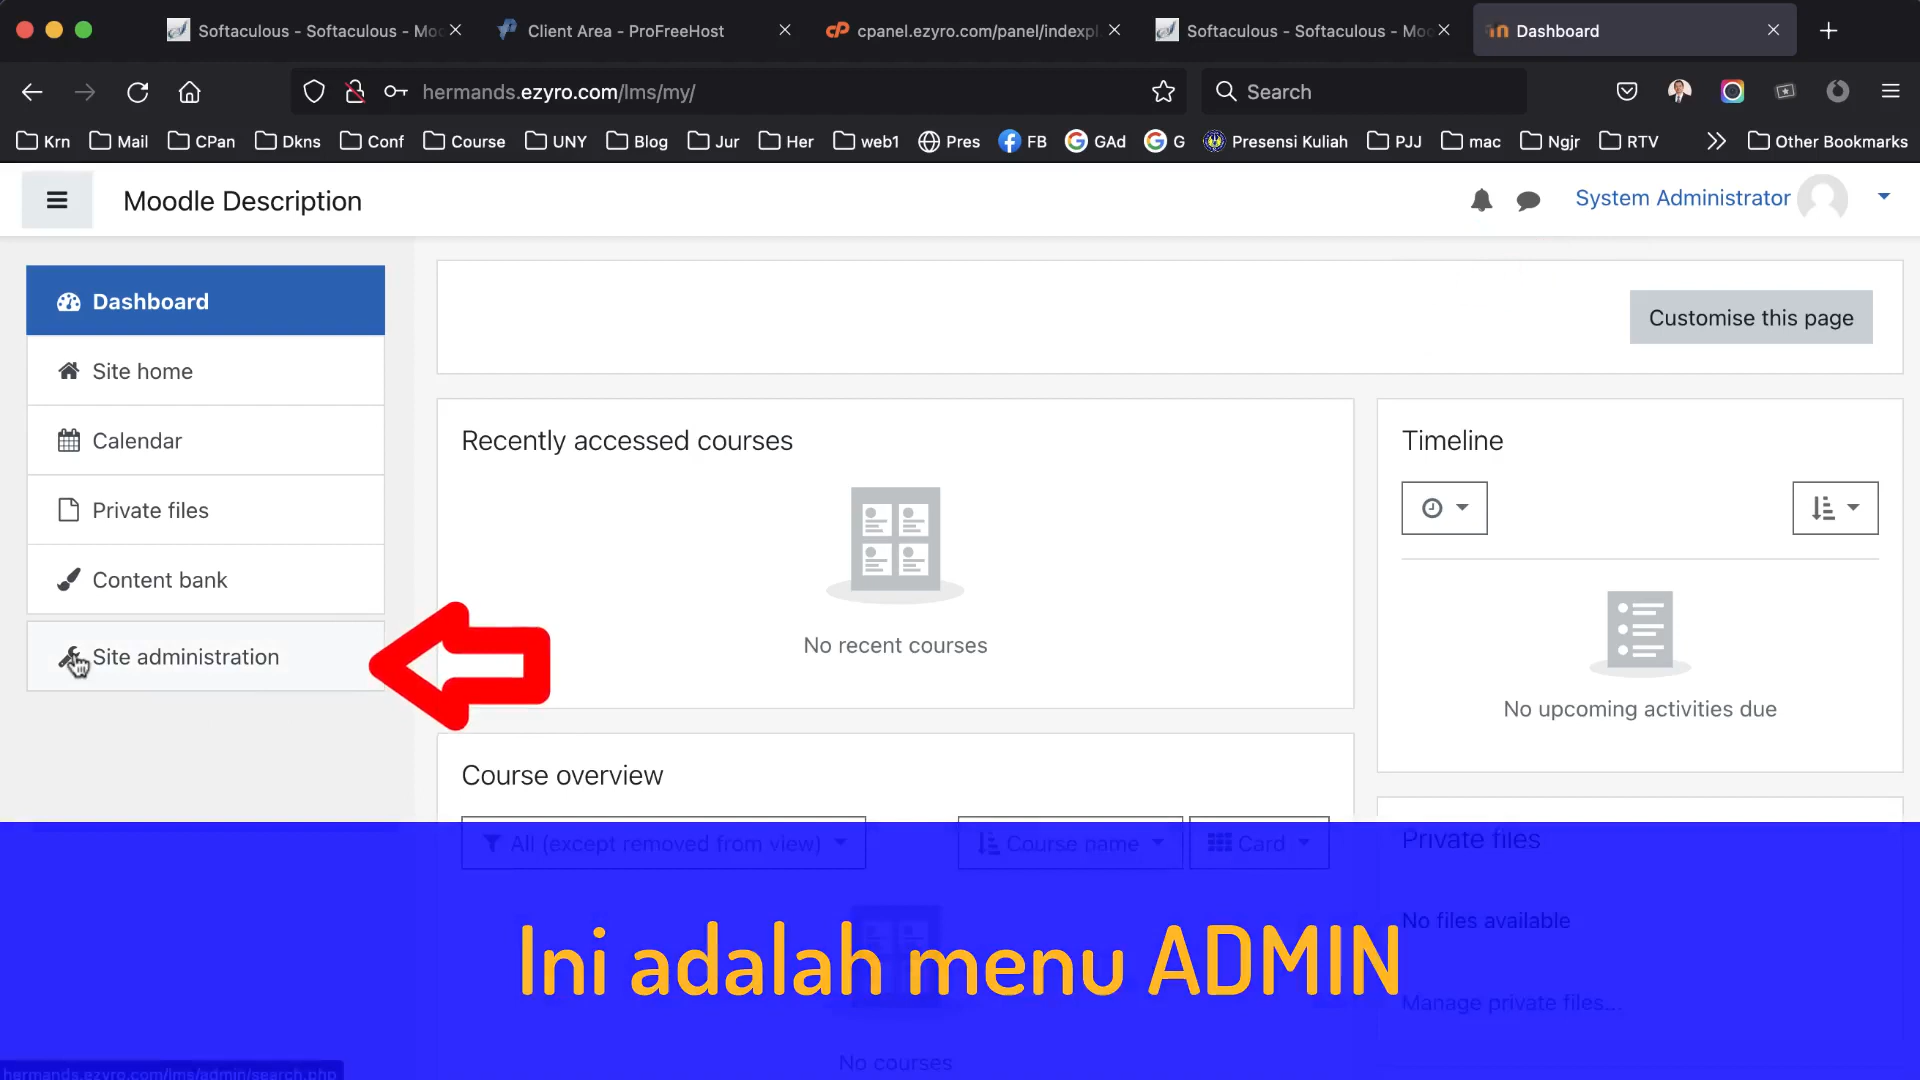 Softaculous - Softaculous - Moo
Client Area - ProFreeHost
cpanel.ezyro.com/panel/indexpl
Softaculous - Softaculous - Moo
Dashboard
hermands.ezyro.com/lms/my/
Search
Krn
Mail
CPan
Dkns
Conf
Course
UNY
Blog
Jur
Her
web1
Pres
FB
GAd
G
Presensi Kuliah
PJJ
mac
Ngjr
RTV
Other Bookmarks
Moodle Description
System Administrator
Dashboard
Site home
Calendar
Private files
Content bank
Site administration
Customise this page
Recently accessed courses
No recent courses
Timeline
No upcoming activities due
Course overview
All (except removed from view)
Course name
Card
Private files
No files available
Manage private files...
Ini adalah menu ADMIN
No courses
hermands.ezyro.com/lms/admin/search.php